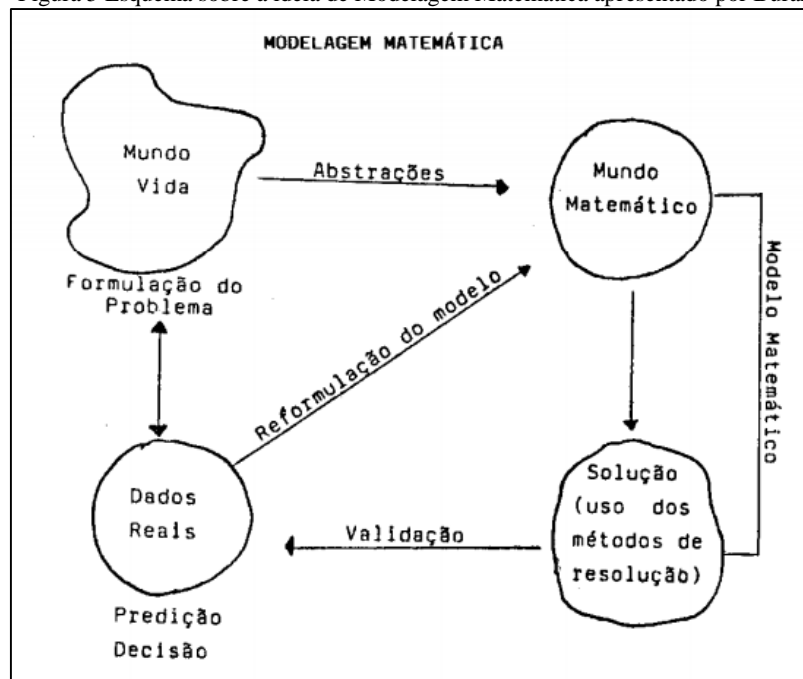 Figura 3 Esquema sobre a ideia de Modelagem Matemática apresentado por
MODELAGEM MATEMÁTICA
Mundo
Vida
Abstrações
Mundo
Matemático
Formulação do
Problema
Reformulação do modelo
Modelo Matemático
Dados
Reais
Validação
Solução
(uso dos
métodos de
resolução)
Predição
Decisão